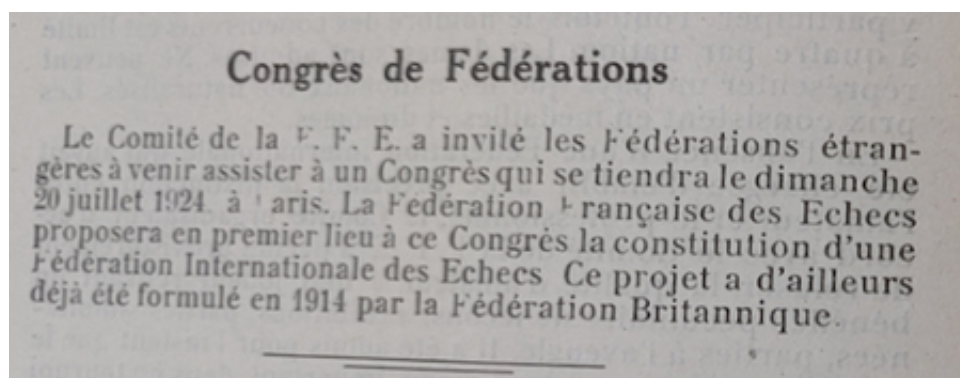 Congrès de Fédérations
Le Comité de la F. F. E. a invité les Fédérations étran-
gères à venir assister à un Congrès qui se tiendra le dimanche
20 juillet 1924 à Paris. La Fédération Française des Echecs
proposera en premier lieu à ce Congrès la constitution d'une
Fédération Internationale des Echecs Ce projet a d'ailleurs
déjà été formulé en 1914 par la Fédération Britannique.